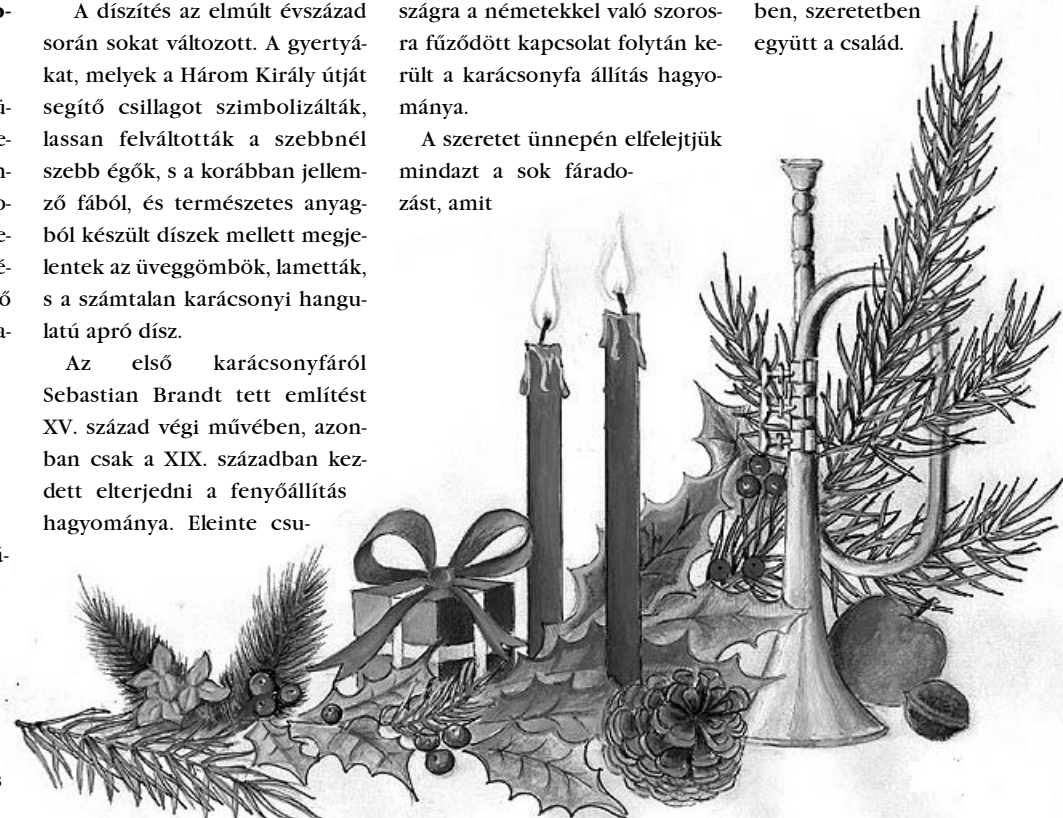 A díszítés az elmúlt évszázad
során sokat változott. A gyertyá-
kat, melyek a Három Király útját
segítő csillagot szimbolizálták,
lassan felváltották a szebbnél
szebb égők, s a korábban jellem-
ző fából, és természetes anyag-
ból készült díszek mellett megje-
lentek az üveggömbök, lametták,
s a számtalan karácsonyi hangu-
latú apró dísz.
Az első karácsonyfáról
Sebastian Brandt tett említést
XV. század végi művében, azon-
ban csak a XIX. században kez-
dett elterjedni a fenyőállítás
hagyománya. Eleinte csu-
szágra a németekkel való szoros-
ra fűződött kapcsolat folytán ke-
rült a karácsonyfa állítás hagyo-
mánya.
A szeretet ünnepén elfelejtjük
mindazt a sok fárado-
zást, amit
ben, szeretetben
együtt a család.